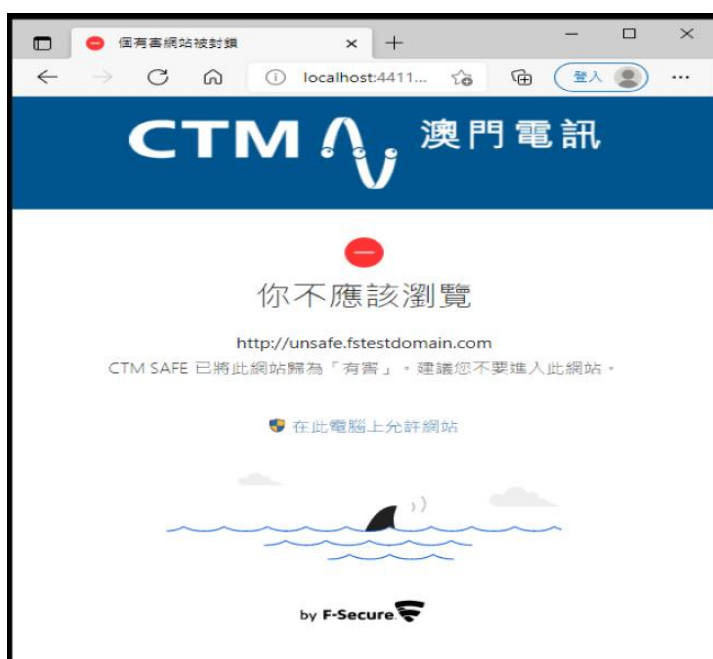 個有害網站被封鎖
localhost:4411...
登入
CTM 澳門電訊
你不應該瀏覽
http://unsafe.fstestdomain.com
CTM SAFE 已將此網站歸為「有害」。建議您不要進入此網站。
在此電腦上允許網站
by F-Secure.